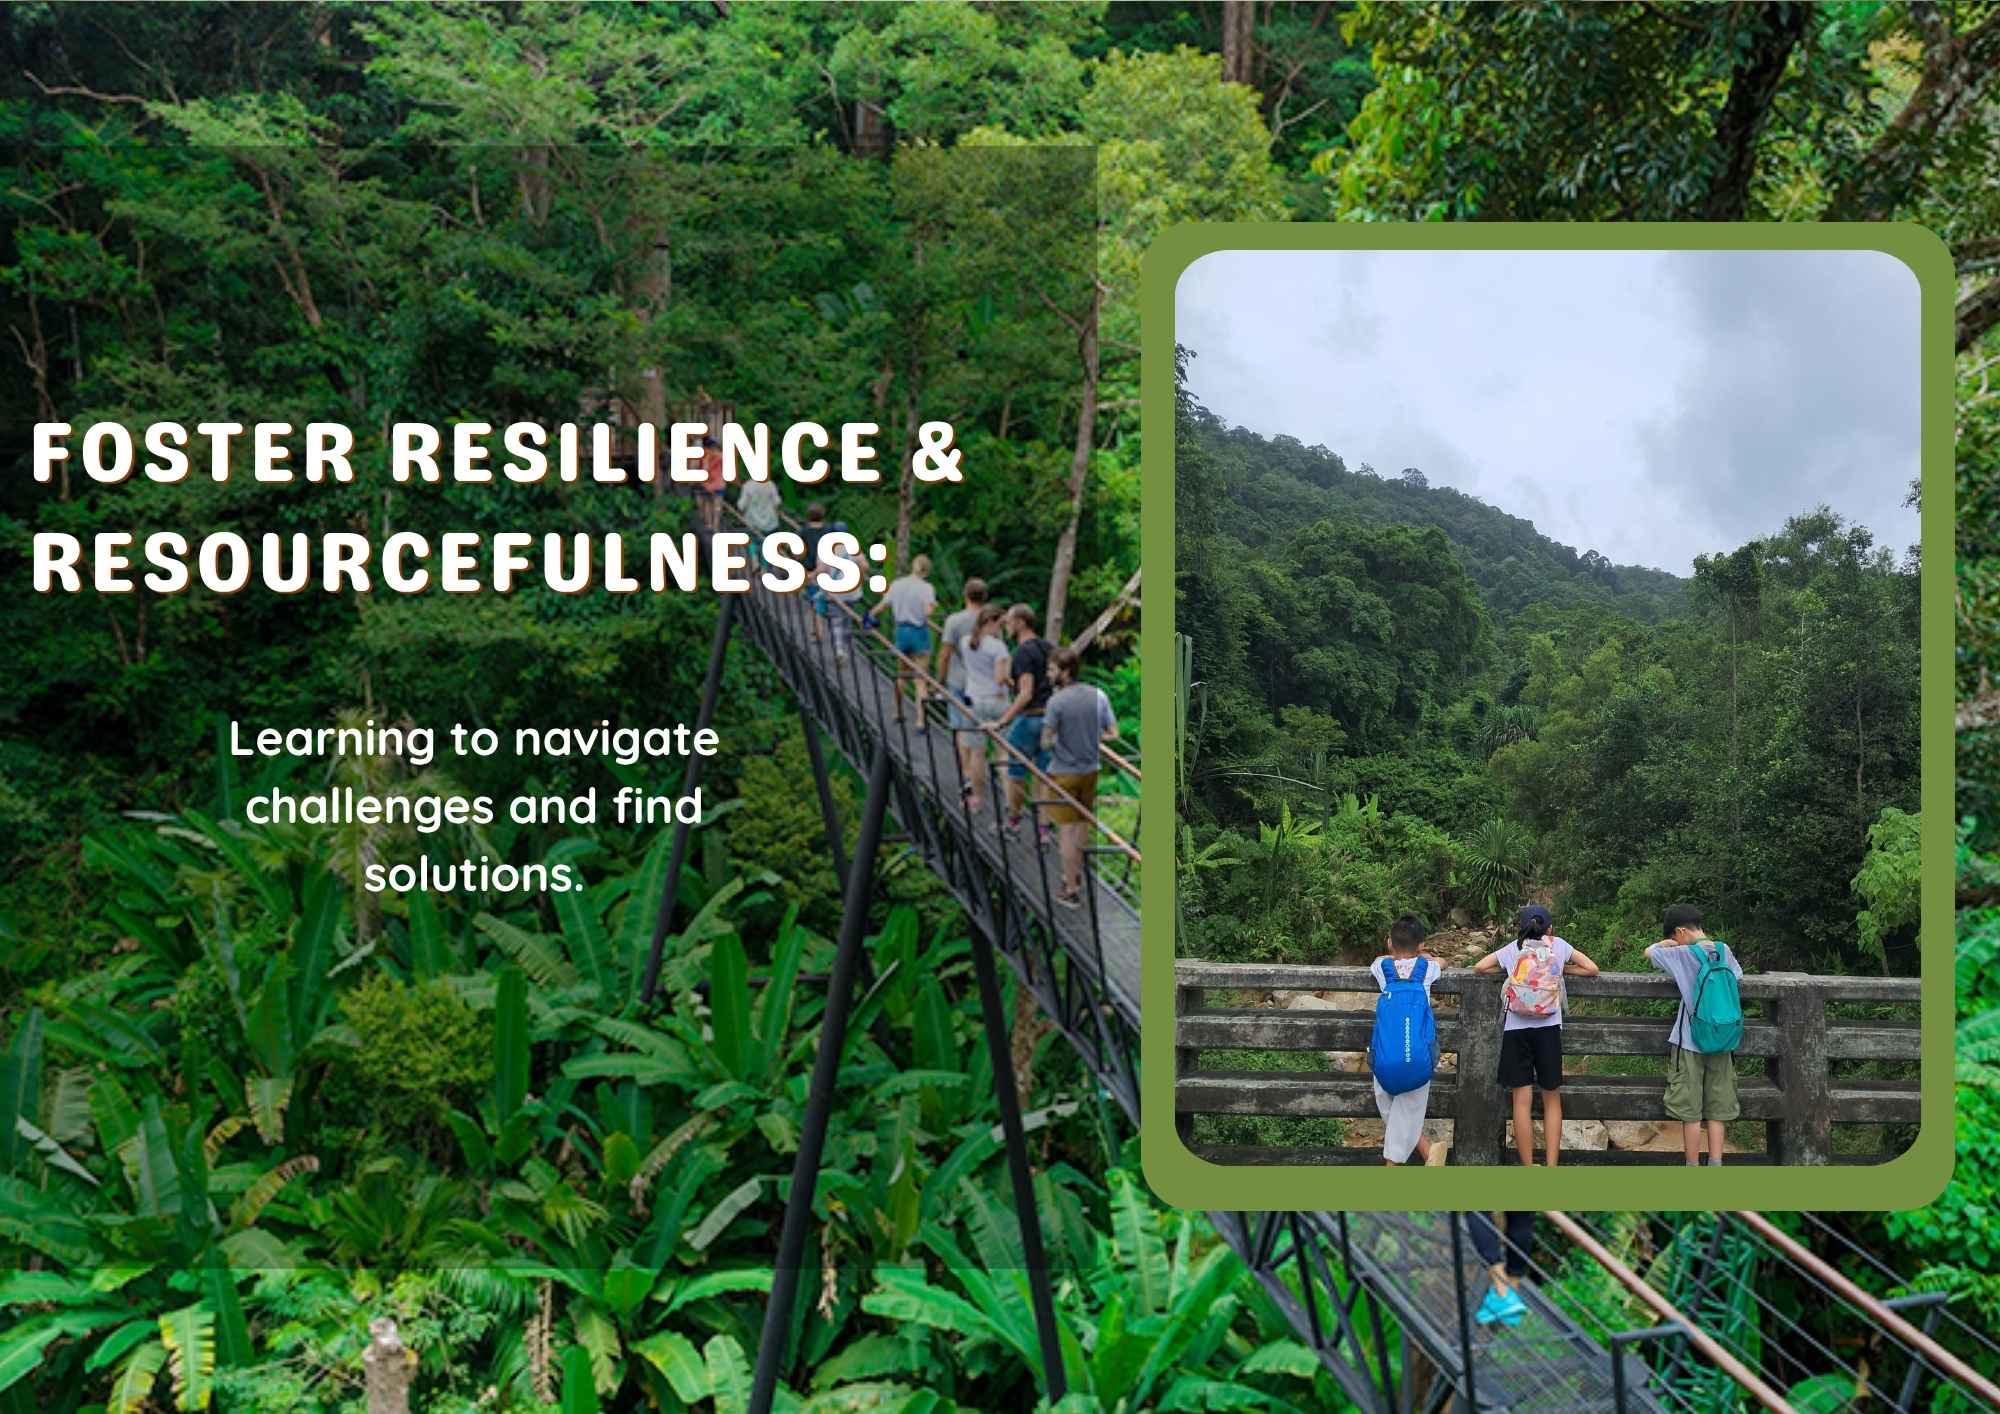 FOSTER RESILIENCE &
RESOURCEFULNESS:
Learning to navigate
challenges and find
solutions.